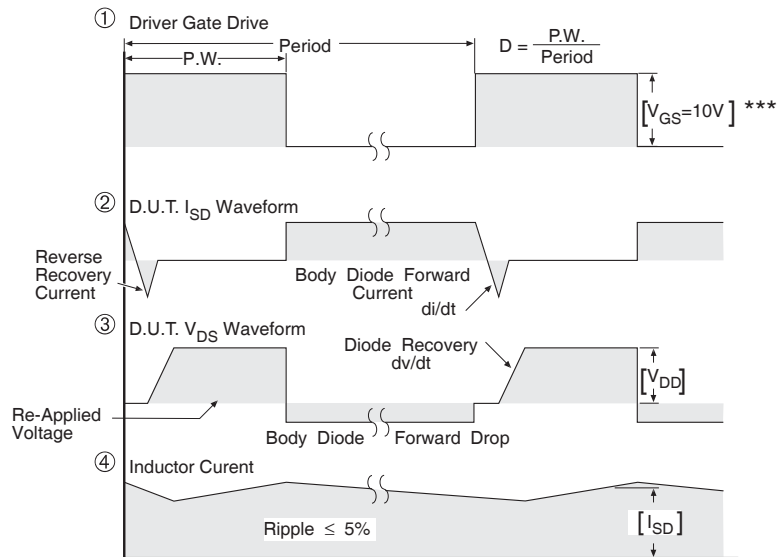 ① Driver Gate Drive
P.W.
Period
D = P.W. / Period
[VGS=10V] ***
② D.U.T. ISD Waveform
Reverse
Recovery
Current
Body Diode Forward
Current
di/dt
③ D.U.T. VDS Waveform
Diode Recovery
dv/dt
[VDD]
Re-Applied
Voltage
Body Diode Forward Drop
④ Inductor Curent
Ripple ≤ 5%
[ISD]